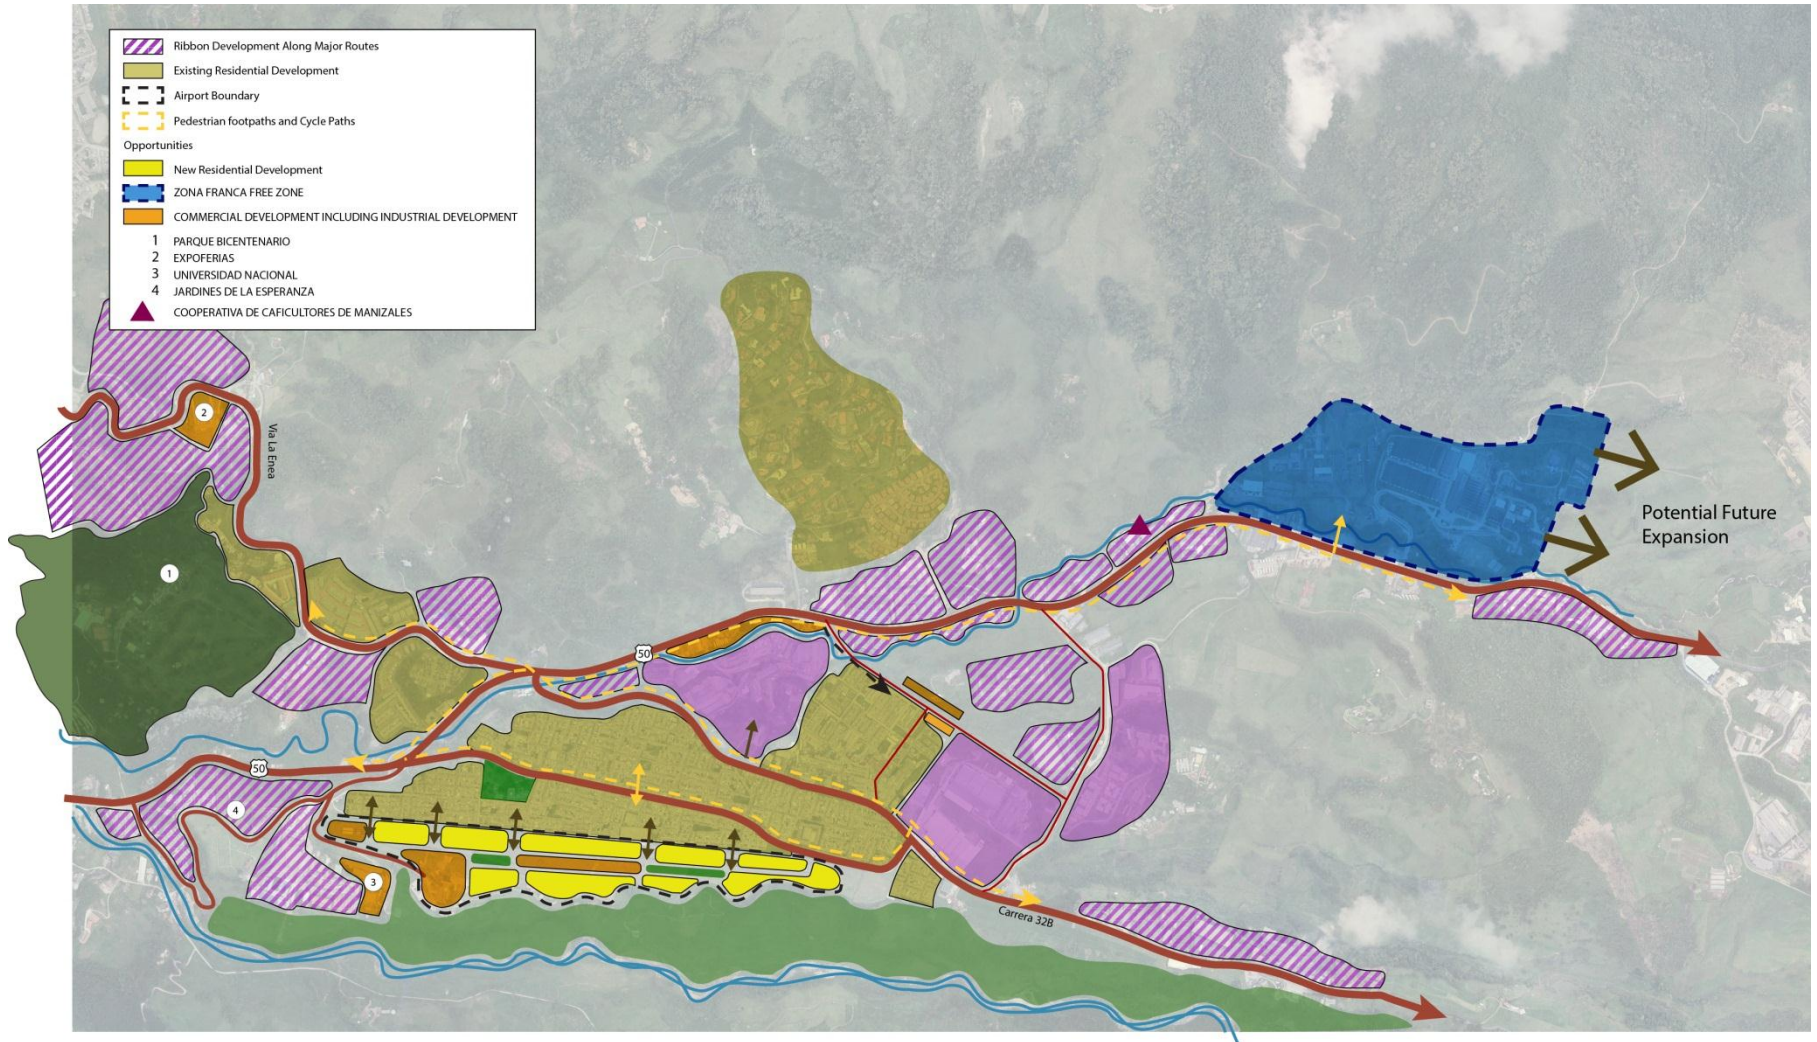 Ribbon Development Along Major Routes
Existing Residential Development
Airport Boundary
Pedestrian footpaths and Cycle Paths
Opportunities
New Residential Development
ZONA FRANCA FREE ZONE
COMMERCIAL DEVELOPMENT INCLUDING INDUSTRIAL DEVELOPMENT
1 PARQUE BICENTENARIO
2 EXPOFERIAS
3 UNIVERSIDAD NACIONAL
4 JARDINES DE LA ESPERANZA
COOPERATIVA DE CAFICULTORES DE MANIZALES
2
Via La Enea
Potential Future
Expansion
1
50
50
4
3
Carrera 32B